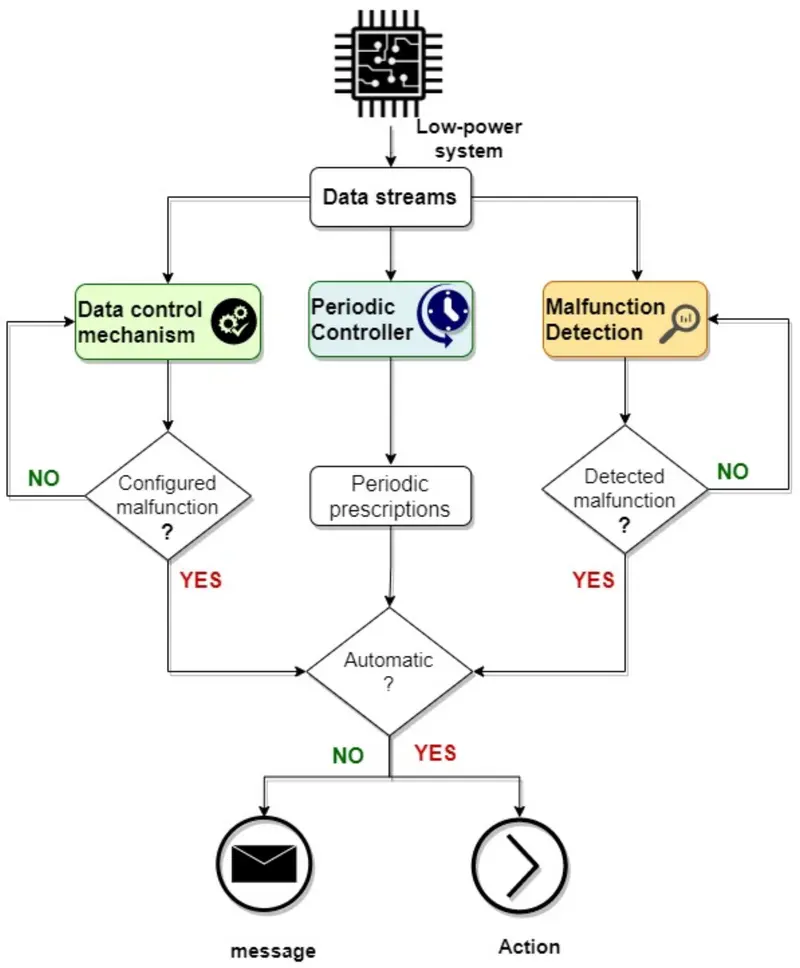 Low-power
system
Data streams
Data control
mechanism
Periodic
Controller
Malfunction
Detection
NO
Configured
malfunction
?
YES
Periodic
prescriptions
Detected
malfunction
?
NO
YES
Automatic
?
NO
YES
message
Action